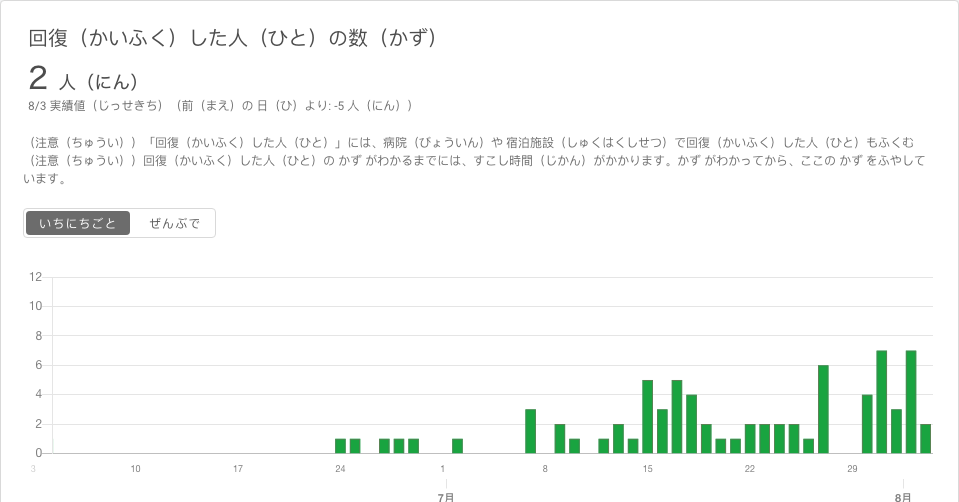 回復（かいふく）した人（ひと）の数（かず）
2 人（にん）
8/3 実績値（じっせきち）（前（まえ）の 日（ひ）より: -5 人（にん））
（注意（ちゅうい））「回復（かいふく）した人（ひと）」には、病院（びょういん）や 宿泊施設（しゅくはくしせつ）で回復（かいふく）した人（ひと）もふくむ
（注意（ちゅうい））回復（かいふく）した人（ひと）の かず がわかるまでには、すこし時間（じかん）がかかります。かず がわかってから、ここの かず をふやして
います。
いちにちごと ぜんぶで
12
10
8
6
4
2
0
3 10 17 24 1 8 15 22 29
7月 8月